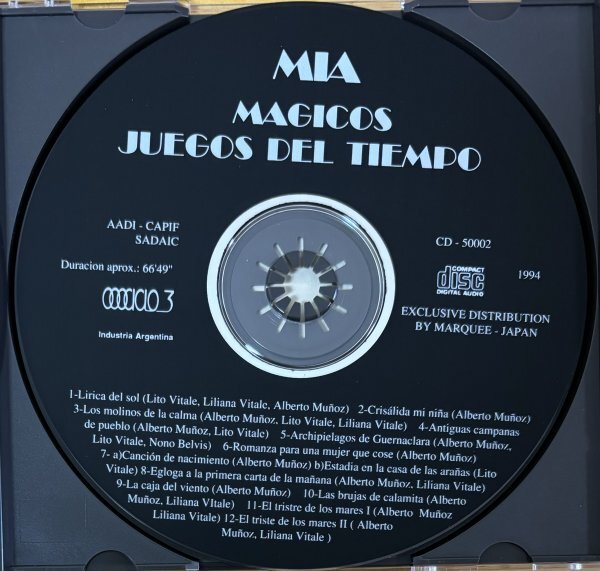 MIA
MAGICOS
JUEGOS DEL TIEMPO
AADI - CAPIF
SADAIC
Duracion aprox.: 66'49"
ciclo 3
Industria Argentina
CD - 50002
COMPACT
disc
DIGITAL AUDIO
1994
EXCLUSIVE DISTRIBUTION
BY MARQUEE - JAPAN
1-Lirica del sol (Lito Vitale, Liliana Vitale, Alberto Muñoz) 2-Crisálida mi niña (Alberto Muñoz)
3-Los molinos de la calma (Alberto Muñoz, Lito Vitale, Liliana Vitale) 4-Antiguas campanas
de pueblo (Alberto Muñoz, Lito Vitale) 5-Archipielagos de Guernaclara (Alberto Muñoz,
Lito Vitale, Nono Belvis) 6-Romanza para una mujer que cose (Alberto Muñoz)
7- a)Canción de nacimiento (Alberto Muñoz) b)Estadia en la casa de las arañas (Lito
Vitale) 8-Egloga a la primera carta de la mañana (Alberto Muñoz, Liliana Vitale)
9-La caja del viento (Alberto Muñoz) 10-Las brujas de calamita (Alberto
Muñoz, Liliana VItale) 11-El tristre de los mares I (Alberto Muñoz
Liliana Vitale) 12-El triste de los mares II ( Alberto
Muñoz, Liliana Vitale )